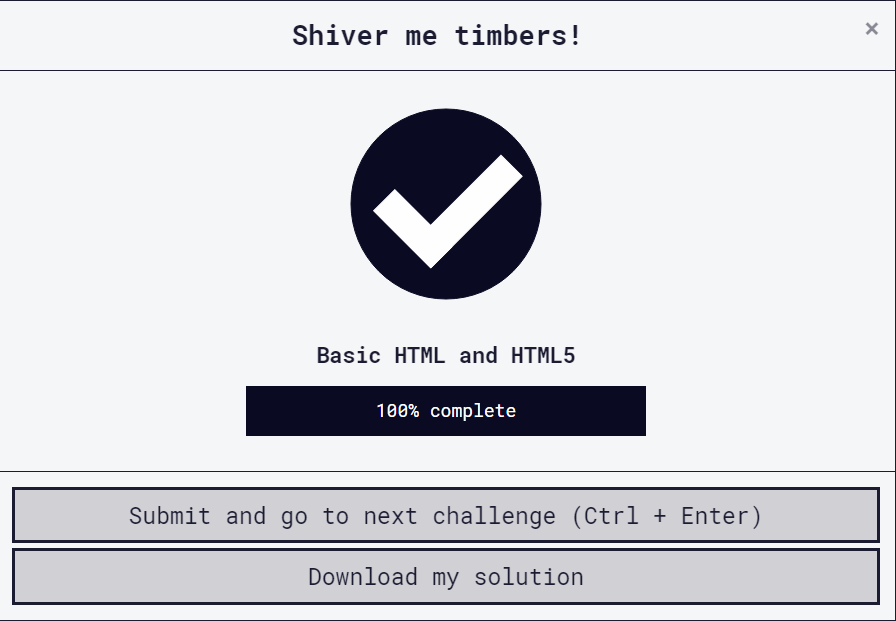 Shiver me timbers!
×
Basic HTML and HTML5
100% complete
Submit and go to next challenge (Ctrl + Enter)
Download my solution